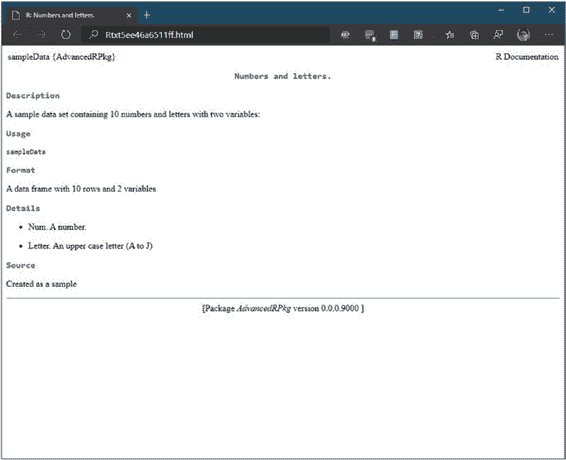 R: Numbers and letters.
Rtxt5ee46a6511ff.html
sampleData {AdvancedRPkg} R Documentation
Numbers and letters.
Description
A sample data set containing 10 numbers and letters with two variables:
Usage
sampleData
Format
A data frame with 10 rows and 2 variables
Details
• Num. A number.
• Letter. An upper case letter (A to J)
Source
Created as a sample
[Package AdvancedRPkg version 0.0.0.9000 ]